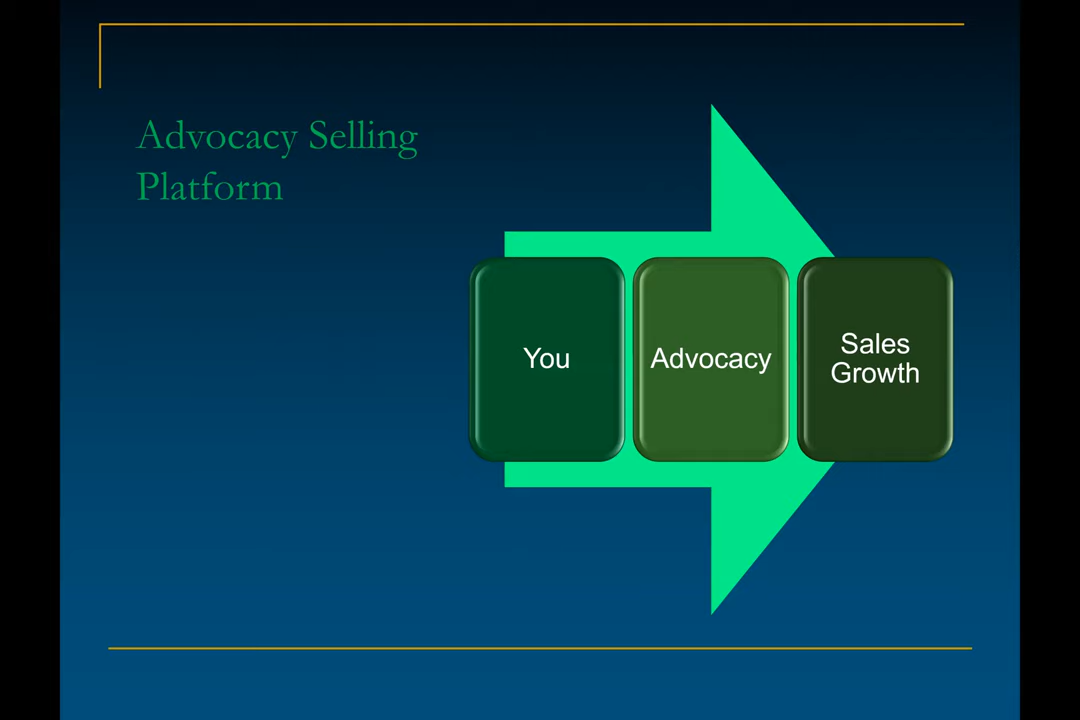 Advocacy Selling
Platform
You
Advocacy
Sales
Growth